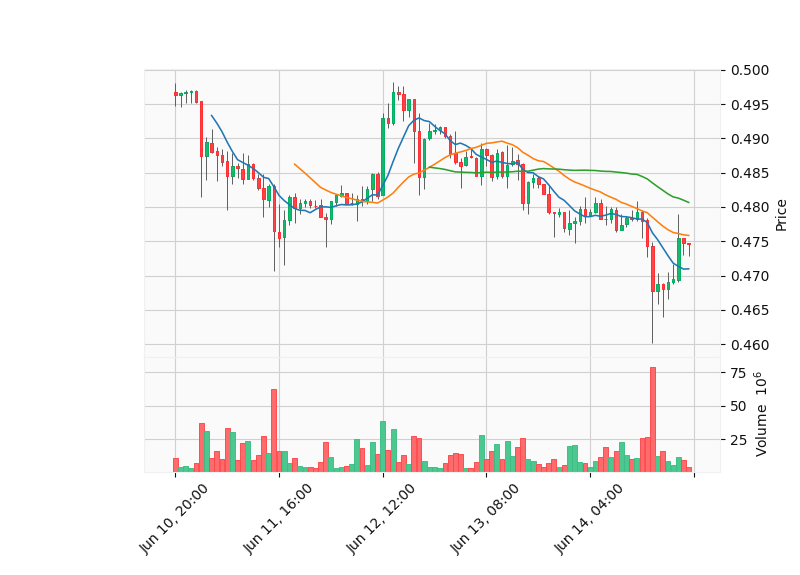 0.500
0.495
0.490
0.485
0.480
0.475
0.470
0.465
0.460
Price
75
50
25
Volume 10⁶
Jun 10, 20:00
Jun 11, 16:00
Jun 12, 12:00
Jun 13, 08:00
Jun 14, 04:00